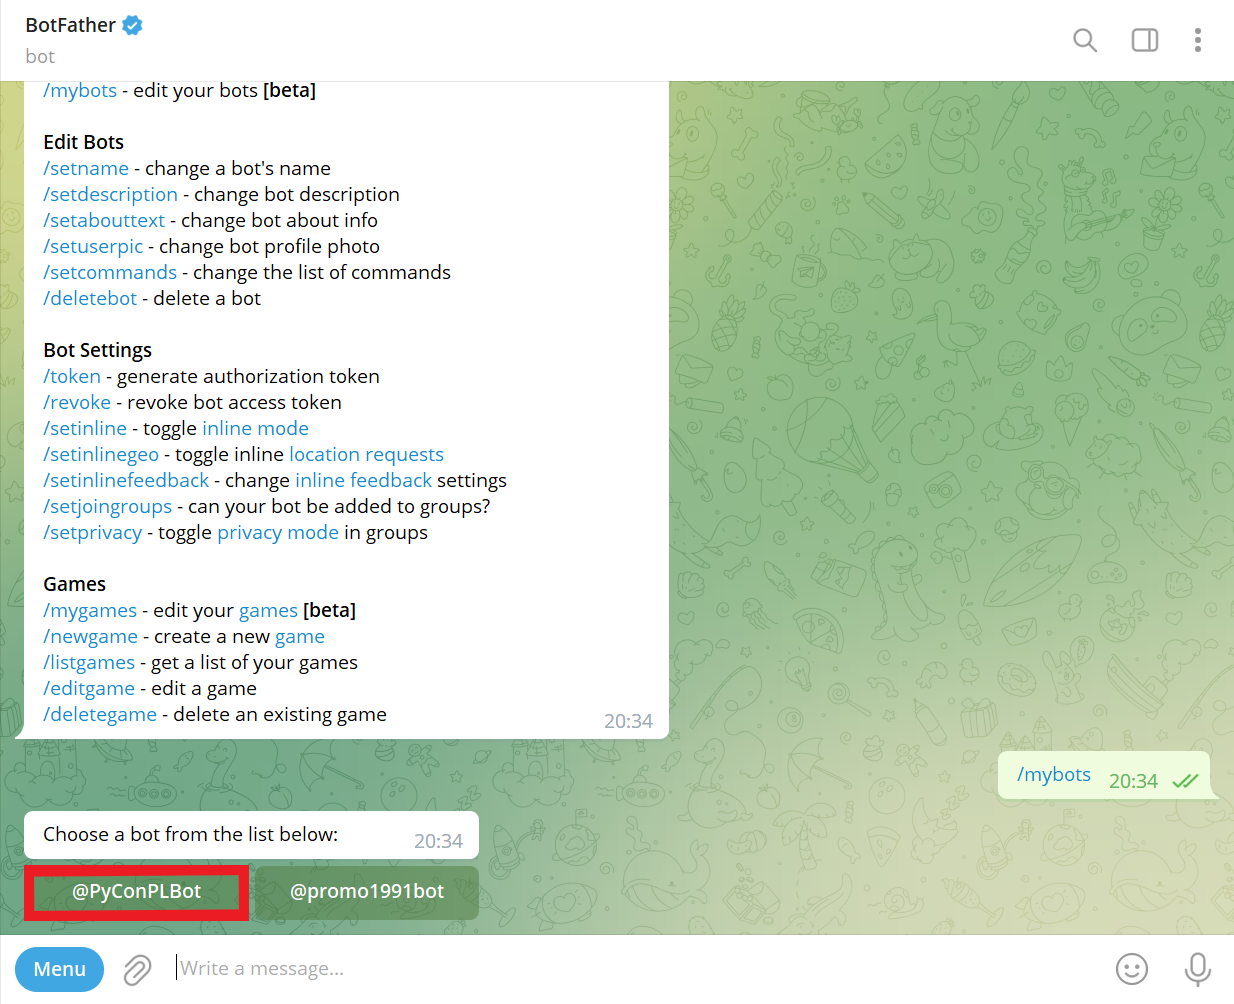 BotFather
bot
/mybots - edit your bots [beta]
Edit Bots
/setname - change a bot's name
/setdescription - change bot description
/setabouttext - change bot about info
/setuserpic - change bot profile photo
/setcommands - change the list of commands
/deletebot - delete a bot
Bot Settings
/token - generate authorization token
/revoke - revoke bot access token
/setinline - toggle inline mode
/setinlinegeo - toggle inline location requests
/setinlinefeedback - change inline feedback settings
/setjoingroups - can your bot be added to groups?
/setprivacy - toggle privacy mode in groups
Games
/mygames - edit your games [beta]
/newgame - create a new game
/listgames - get a list of your games
/editgame - edit a game
/deletegame - delete an existing game
20:34
/mybots 20:34
Choose a bot from the list below: 20:34
@PyConPLBot @promo1991bot
Menu Write a message...